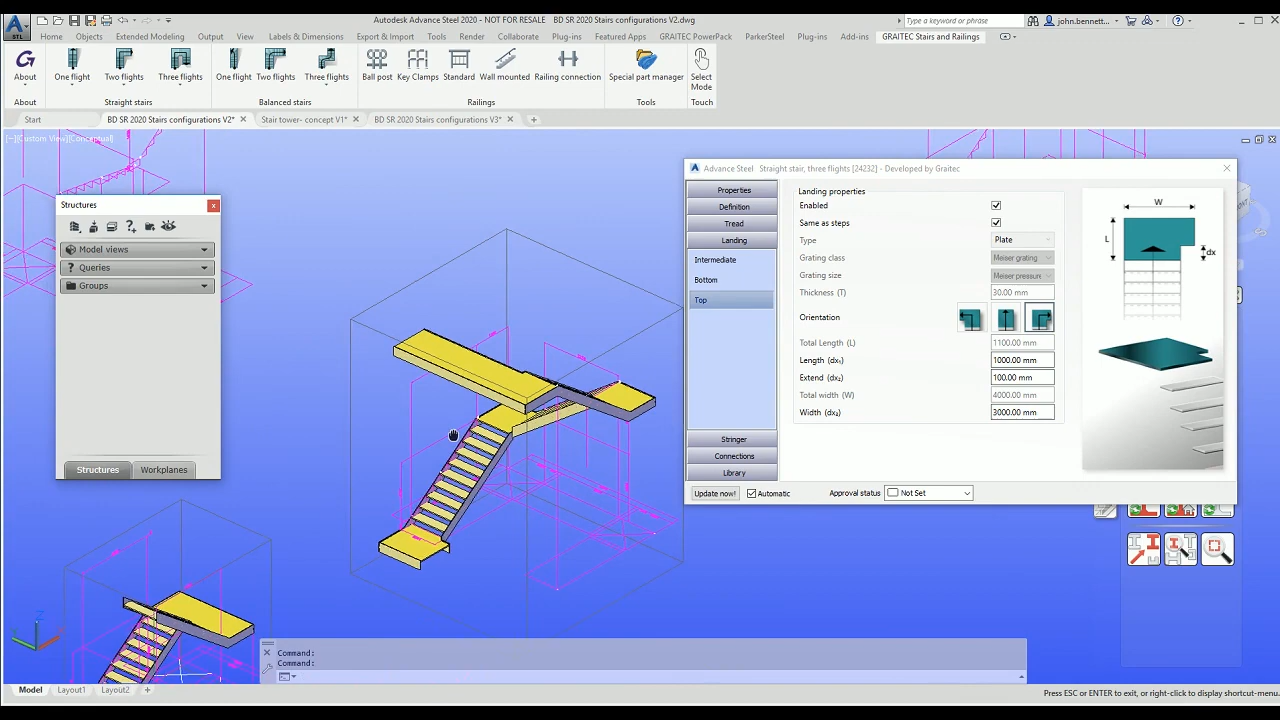 Autodesk Advance Steel 2020 - NOT FOR RESALE BD SR 2020 Stairs configurations V2.dwg
Type a keyword or phrase
john.bennett...
STL
Home Objects Extended Modeling Output View Labels & Dimensions Export & Import Tools Render Collaborate Plug-ins Featured Apps GRAITEC PowerPack ParkerSteel Plug-ins Add-ins GRAITEC Stairs and Railings
About One flight Two flights Three flights One flight Two flights Three flights Ball post Key Clamps Standard Wall mounted Railing connection Special part manager Select Mode
About Straight stairs Balanced stairs Railings Tools Touch
Start BD SR 2020 Stairs configurations V2* Stair tower- concept V1* BD SR 2020 Stairs configurations V3*
[−][Custom View][Conceptual]
Structures
Model views
Queries
Groups
Structures Workplanes
Advance Steel Straight stair, three flights [24232] - Developed by Graitec
Properties
Definition
Tread
Landing
Intermediate
Bottom
Top
Stringer
Connections
Library
Landing properties
Enabled
Same as steps
Type Plate
Grating class Meiser grating
Grating size Meiser pressure
Thickness (T) 30.00 mm
Orientation
Total Length (L) 1100.00 mm
Length (dx₁) 1000.00 mm
Extend (dx₂) 100.00 mm
Total width (W) 4000.00 mm
Width (dx₃) 3000.00 mm
W
L
dx
Update now! Automatic Approval status Not Set
Z
Command:
Command:
Model Layout1 Layout2
Press ESC or ENTER to exit, or right-click to display shortcut-menu.